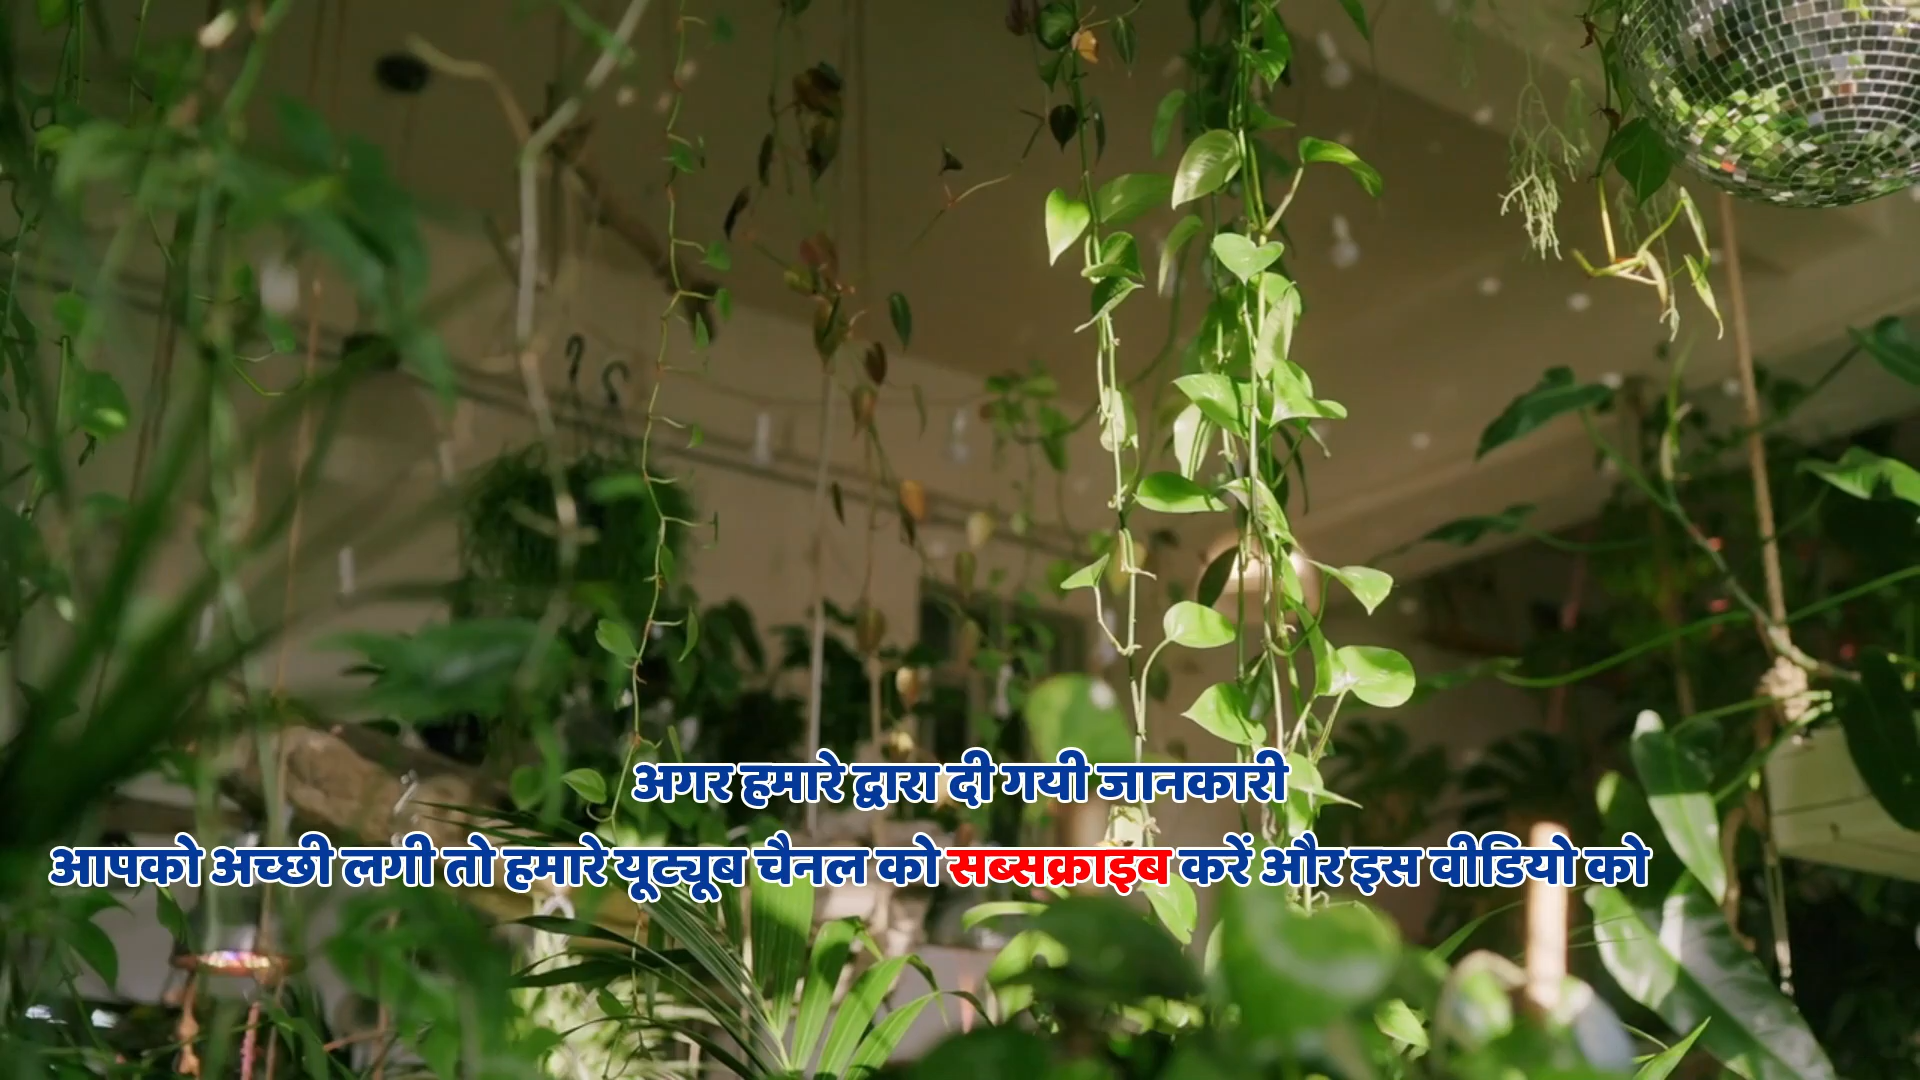 अगर हमारे द्वारा दी गयी जानकारी
आपको अच्छी लगी तो हमारे यूट्यूब चैनल को सब्सक्राइब करें और इस वीडियो को